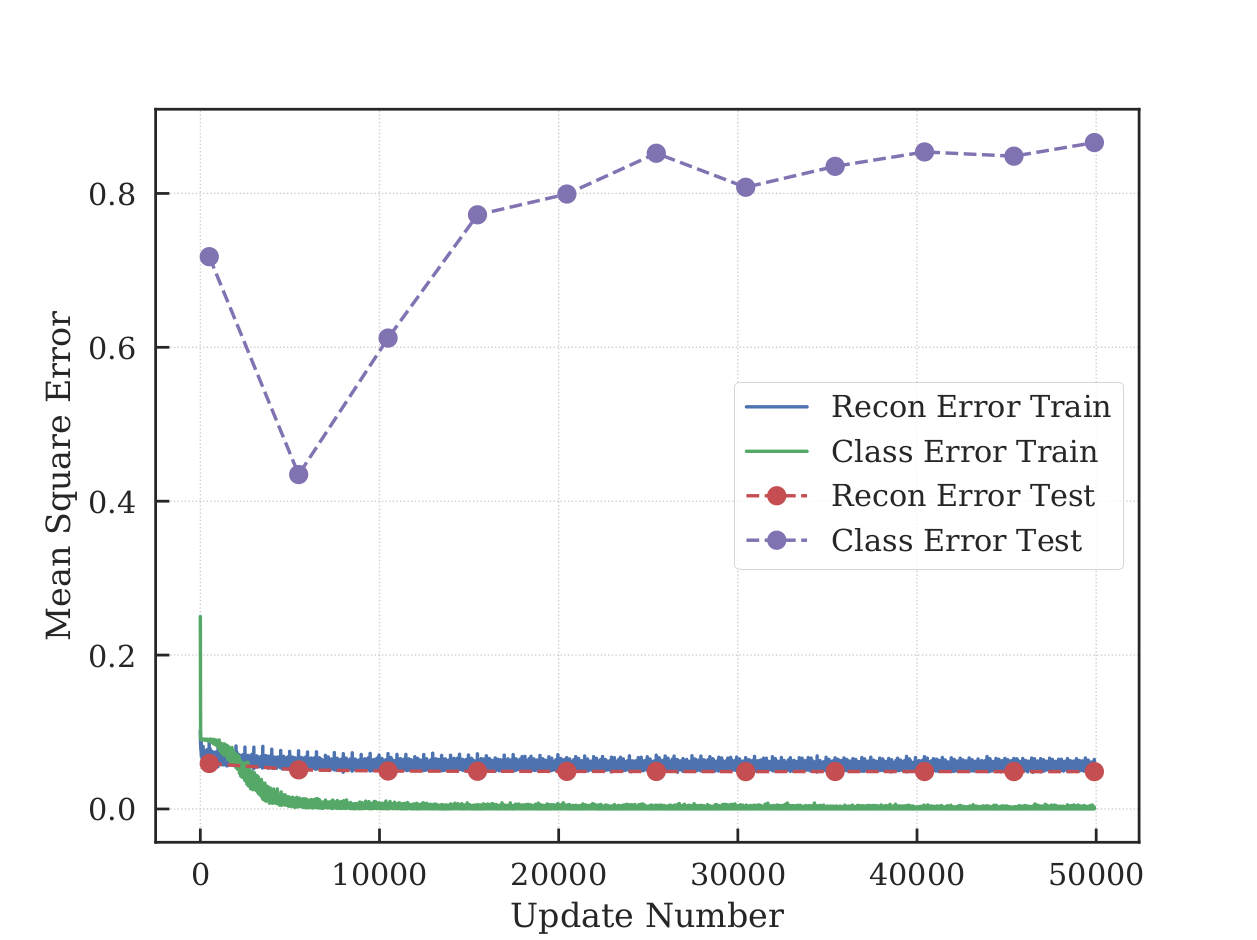 0.8
0.6
0.4
0.2
0.0
Mean Square Error
Recon Error Train
Class Error Train
Recon Error Test
Class Error Test
0 10000 20000 30000 40000 50000
Update Number